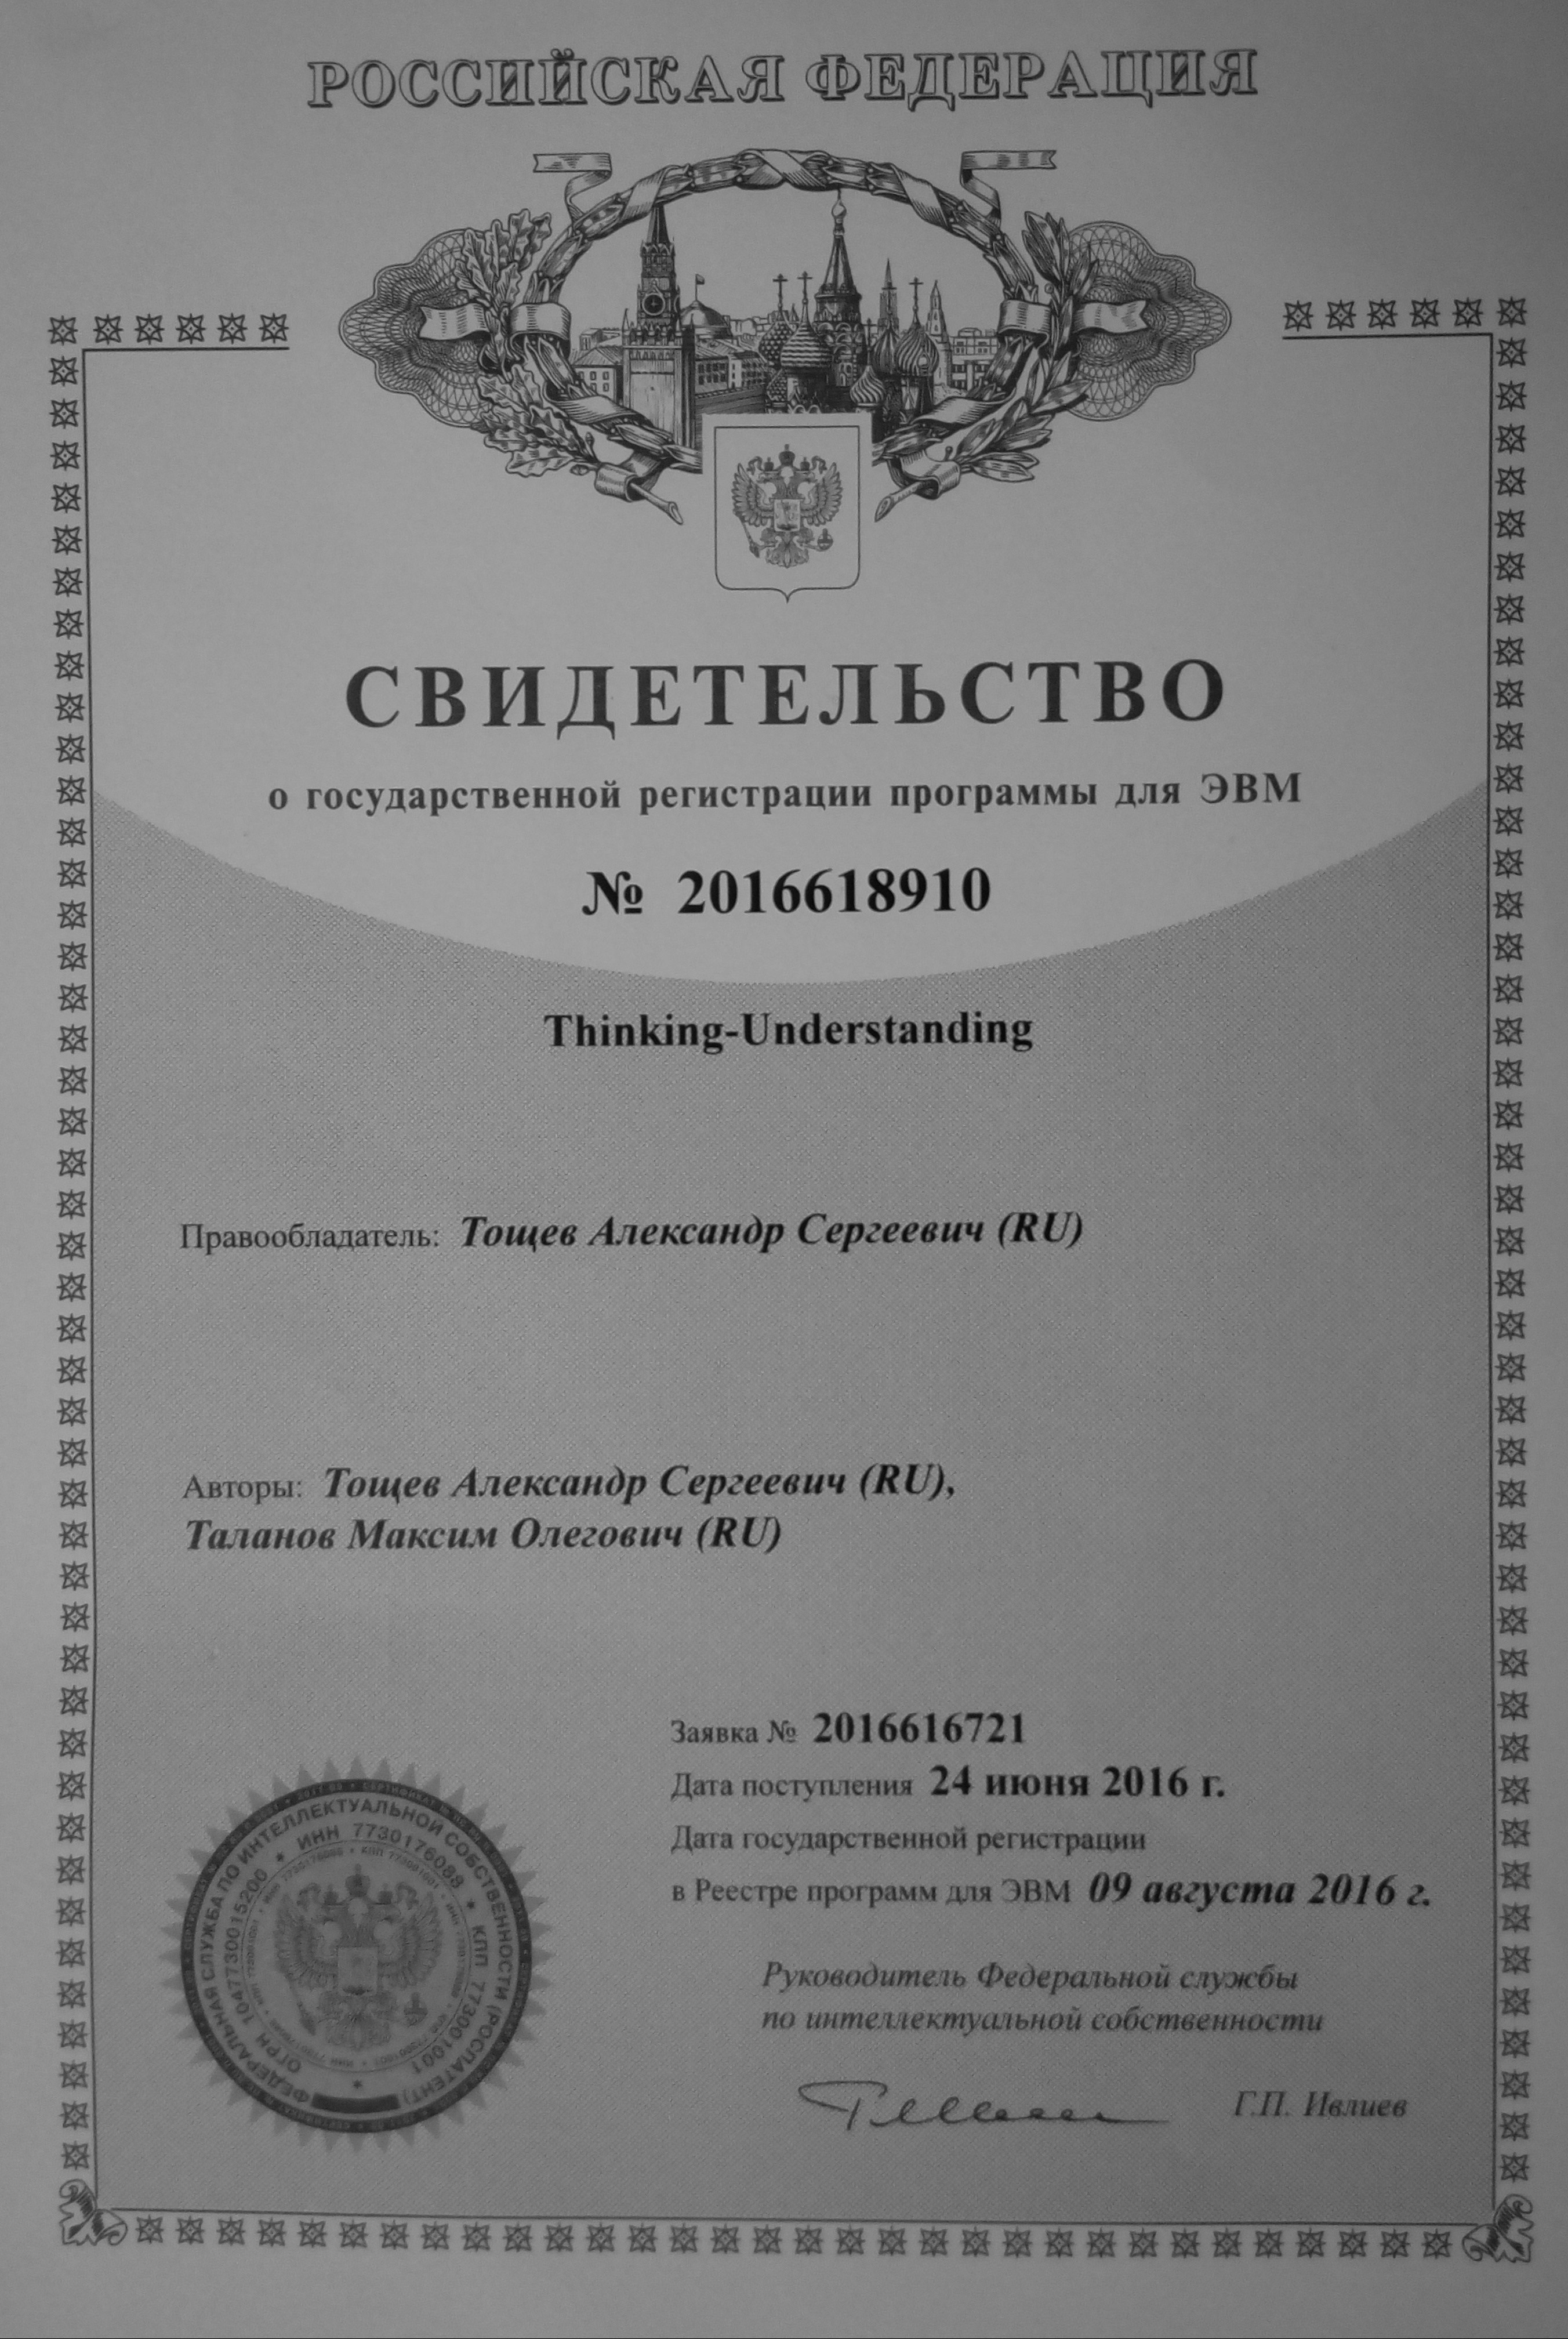 РОССИЙСКАЯ ФЕДЕРАЦИЯ
СВИДЕТЕЛЬСТВО
о государственной регистрации программы для ЭВМ
№ 2016618910
Thinking-Understanding
Правообладатель: Тощев Александр Сергеевич (RU)
Авторы: Тощев Александр Сергеевич (RU),
Таланов Максим Олегович (RU)
Заявка № 2016616721
Дата поступления 24 июня 2016 г.
Дата государственной регистрации
в Реестре программ для ЭВМ 09 августа 2016 г.
Руководитель Федеральной службы
по интеллектуальной собственности
Г.П. Ивлиев
ФЕДЕРАЛЬНАЯ СЛУЖБА ПО ИНТЕЛЛЕКТУАЛЬНОЙ СОБСТВЕННОСТИ (РОСПАТЕНТ)
ОГРН 1047730015200 * ИНН 7730176088 * КПП 773001001